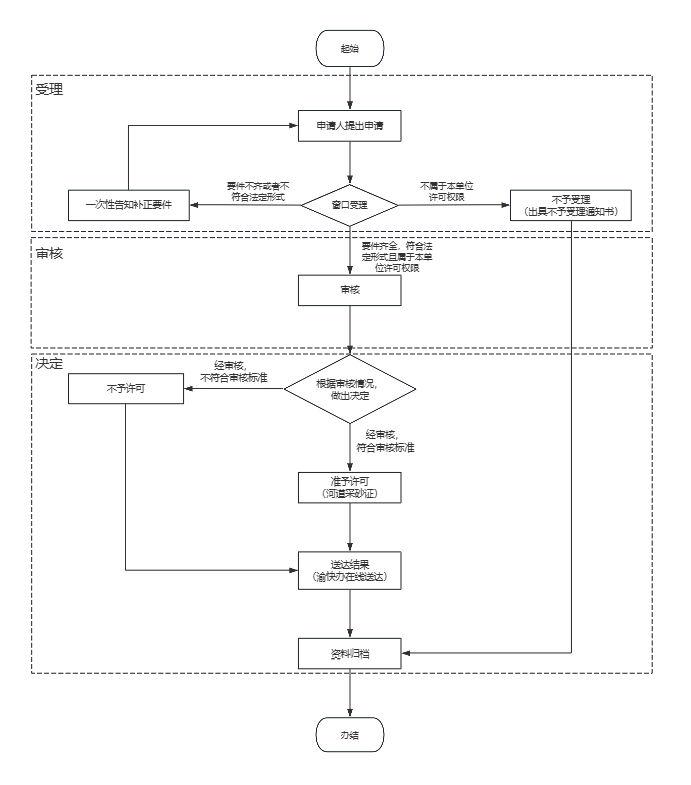 起始
受理
申请人提出申请
要件不齐或者不
符合法定形式
不属于本单位
许可权限
一次性告知补正要件
窗口受理
不予受理
（出具不予受理通知书）
审核
要件齐全，符合法
定形式且属于本单
位许可权限
审核
决定
经审核，
不符合审核标准
不予许可
根据审核情况，
做出决定
经审核，
符合审核标准
准予许可
（河道采砂证）
送达结果
（渝快办在线送达）
资料归档
办结